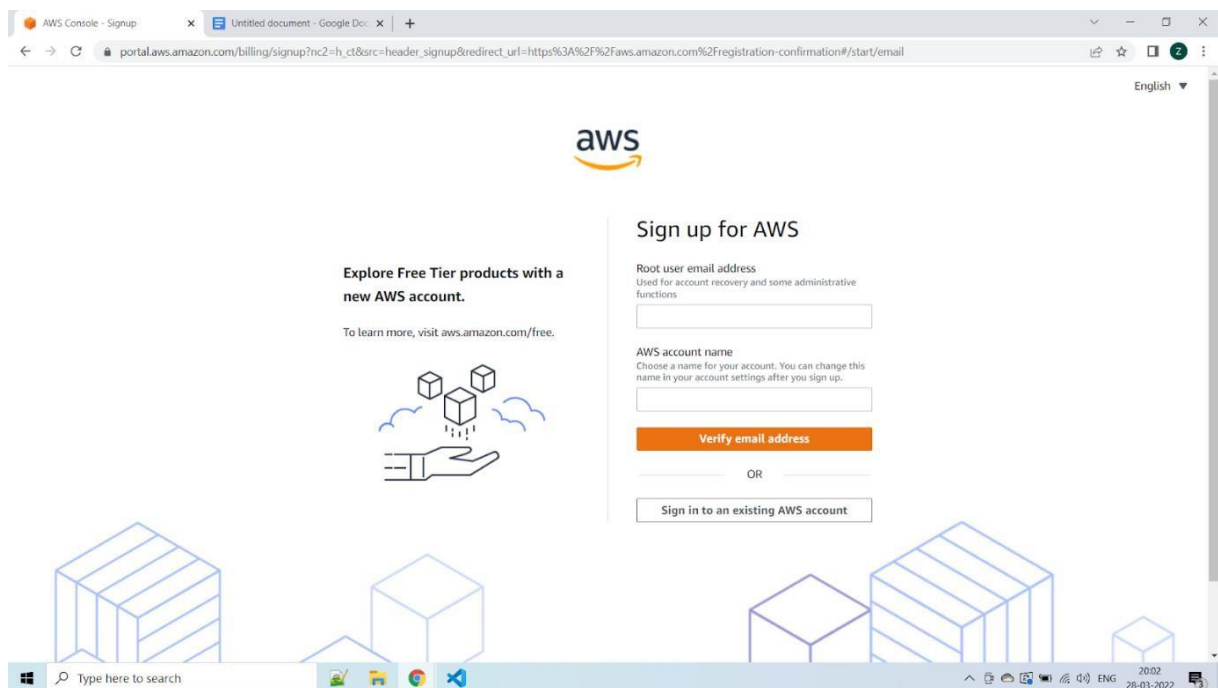 AWS Console - Signup
Untitled document - Google Doc
portal.aws.amazon.com/billing/signup?nc2=h_ct&src=header_signup&redirect_url=https%3A%2F%2Faws.amazon.com%2Fregistration-confirmation#/start/email
Z
English
aws
Explore Free Tier products with a
new AWS account.
To learn more, visit aws.amazon.com/free.
Sign up for AWS
Root user email address
Used for account recovery and some administrative
functions
AWS account name
Choose a name for your account. You can change this
name in your account settings after you sign up.
Verify email address
OR
Sign in to an existing AWS account
Type here to search
ENG
20:02
28-03-2022
3